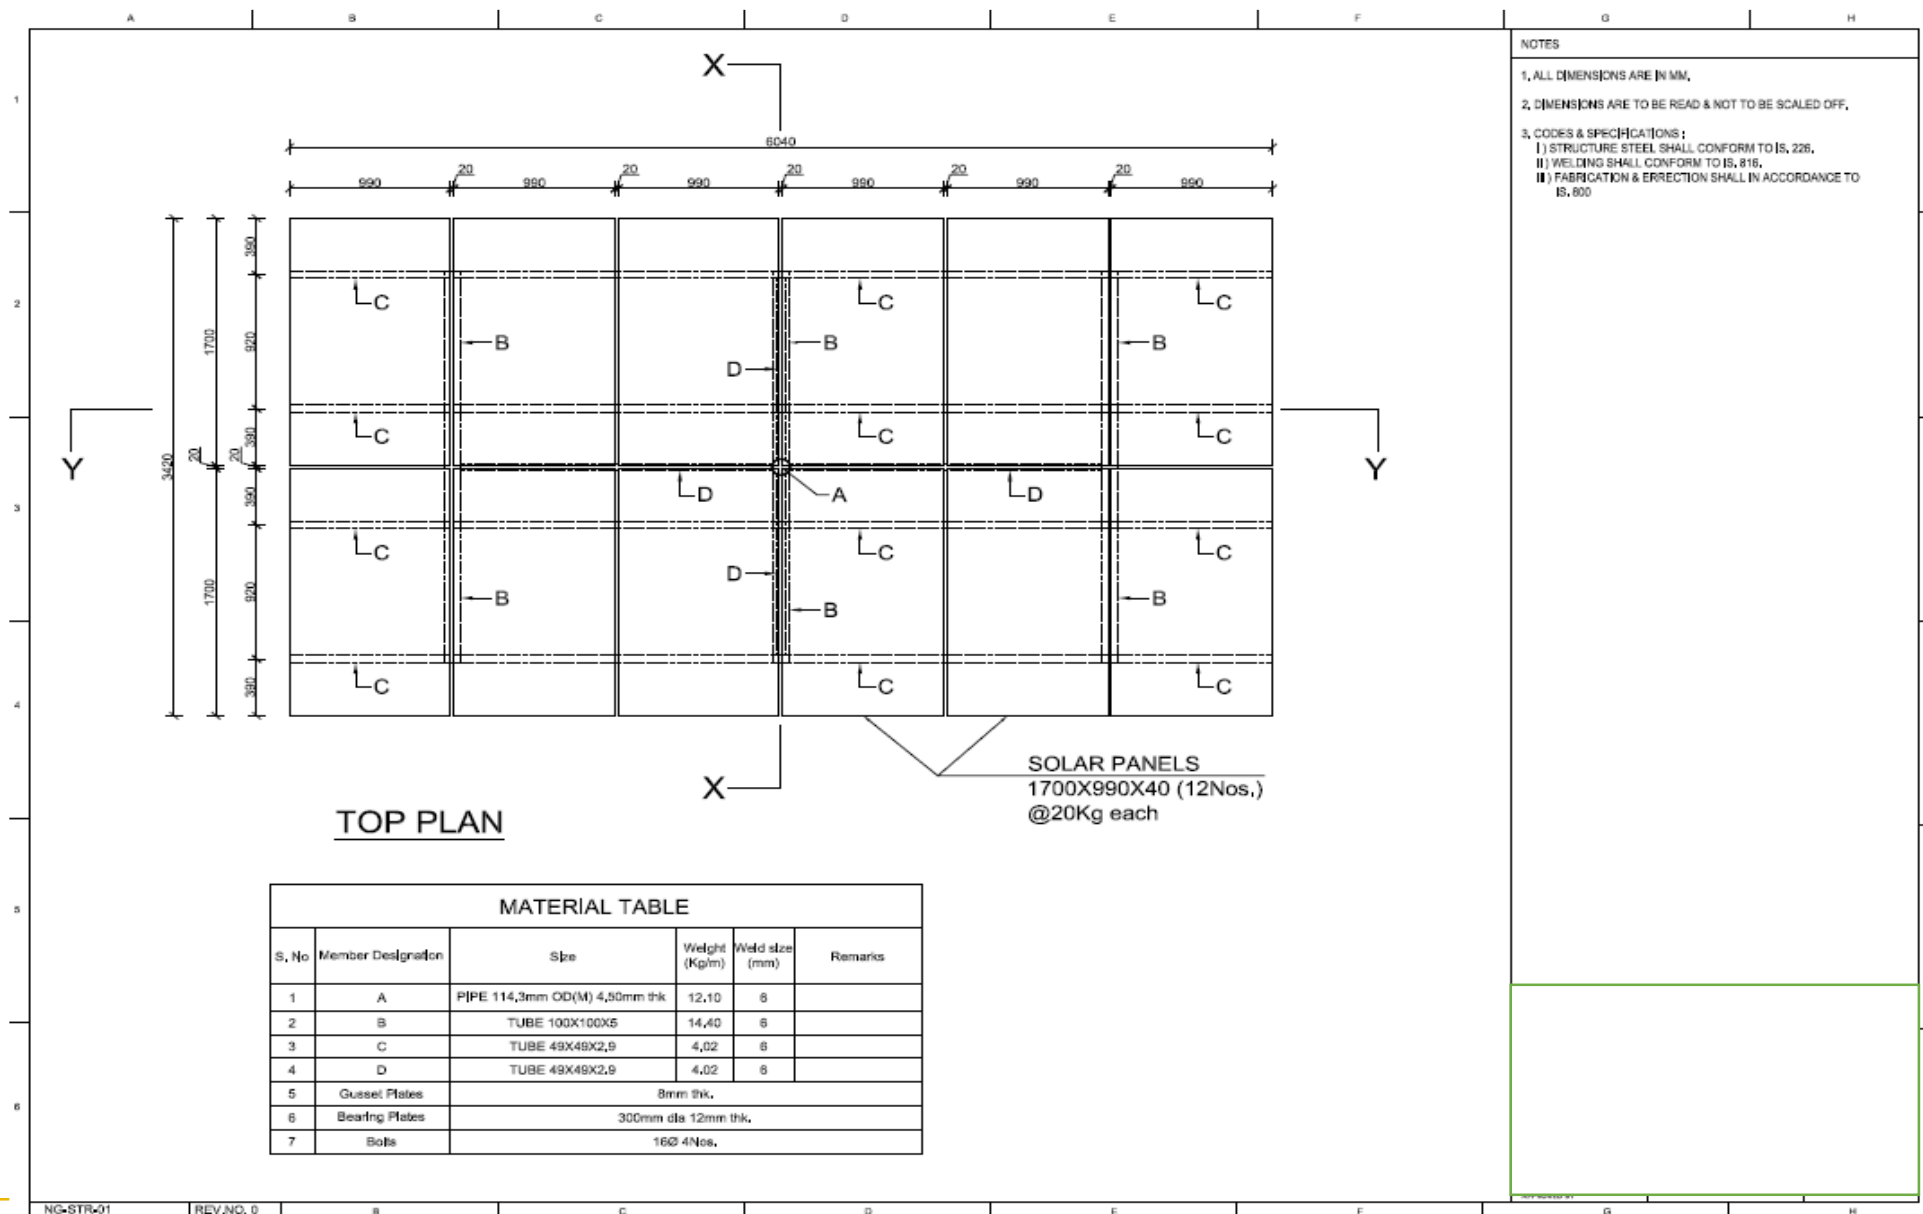 A B C D E F G H
NOTES
1. ALL DIMENSIONS ARE IN MM.
2. DIMENSIONS ARE TO BE READ & NOT TO BE SCALED OFF.
3. CODES & SPECIFICATIONS :
I ) STRUCTURE STEEL SHALL CONFORM TO IS. 226.
II ) WELDING SHALL CONFORM TO IS. 816.
III ) FABRICATION & ERRECTION SHALL IN ACCORDANCE TO
IS. 800
1
2
3
4
5
6
X
6040
20 20 20 20 20
990 990 990 990 990 990
390
C C C
1700 920
B B B
D
C C C
390
Y Y
3420 20 20
D A D
390
C C C
D
1700 920
B B B
C C C
390
X
SOLAR PANELS
1700X990X40 (12Nos.)
@20Kg each
TOP PLAN
MATERIAL TABLE
S. No Member Designation Size Weight (Kg/m) Weld size (mm) Remarks
1 A PIPE 114.3mm OD(M) 4.50mm thk 12.10 6
2 B TUBE 100X100X5 14.40 6
3 C TUBE 49X49X2.9 4.02 6
4 D TUBE 49X49X2.9 4.02 6
5 Gusset Plates 8mm thk.
6 Bearing Plates 300mm dia 12mm thk.
7 Bolts 16Ø 4Nos.
NG-STR-01 REV.NO. 0 B C D E F G H